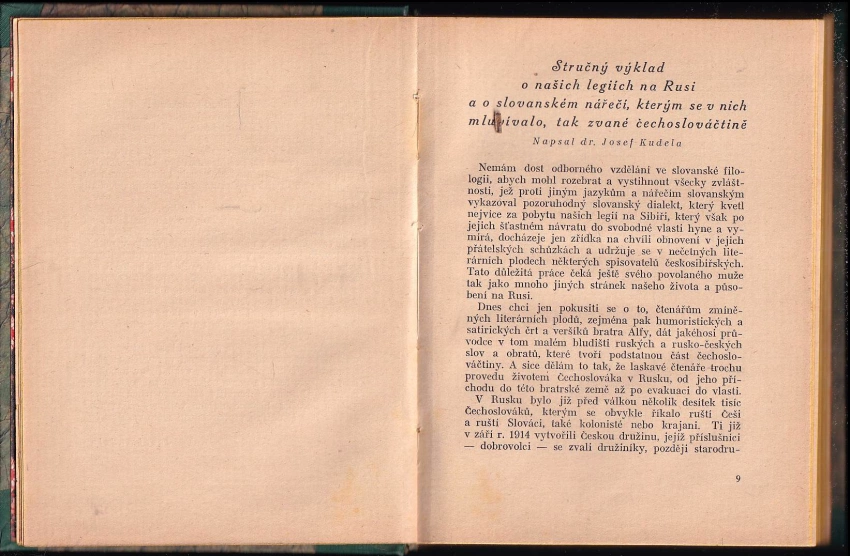 Stručný výklad
o našich legiích na Rusi
a o slovanském nářečí, kterým se v nich
mluvívalo, tak zvané čechoslováčtině
Napsal dr. Josef Kudela
Nemám dost odborného vzdělání ve slovanské filo-
logii, abych mohl rozebrat a vystihnout všecky zvlášt-
nosti, jež proti jiným jazykům a nářečím slovanským
vykazoval pozoruhodný slovanský dialekt, který kvetl
nejvíce za pobytu našich legií na Sibiři, který však po
jejich šťastném návratu do svobodné vlasti hyne a vy-
mírá, docházeje jen zřídka na chvíli obnovení v jejich
přátelských schůzkách a udržuje se v nečetných lite-
rárních plodech některých spisovatelů českosibiřských.
Tato důležitá práce čeká ještě svého povolaného muže
tak jako mnoho jiných stránek našeho života a půso-
bení na Rusi.
Dnes chci jen pokusiti se o to, čtenářům zmíně-
ných literárních plodů, zejména pak humoristických a
satirických črt a veršíků bratra Alfy, dát jakéhosi prů-
vodce v tom malém bludišti ruských a rusko-českých
slov a obratů, které tvoří podstatnou část čechoslo-
váčtiny. A sice dělám to tak, že laskavé čtenáře trochu
provedu životem Čechoslováka v Rusku, od jeho pří-
chodu do této bratrské země až po evakuaci do vlasti.
V Rusku bylo již před válkou několik desítek tisíc
Čechoslováků, kterým se obvykle říkalo ruští Češi
a ruští Slováci, také kolonisté nebo krajani. Ti již
v září r. 1914 vytvořili Českou družinu, jejíž příslušníci
— dobrovolci — se zvali družiníky, později starodru-
9